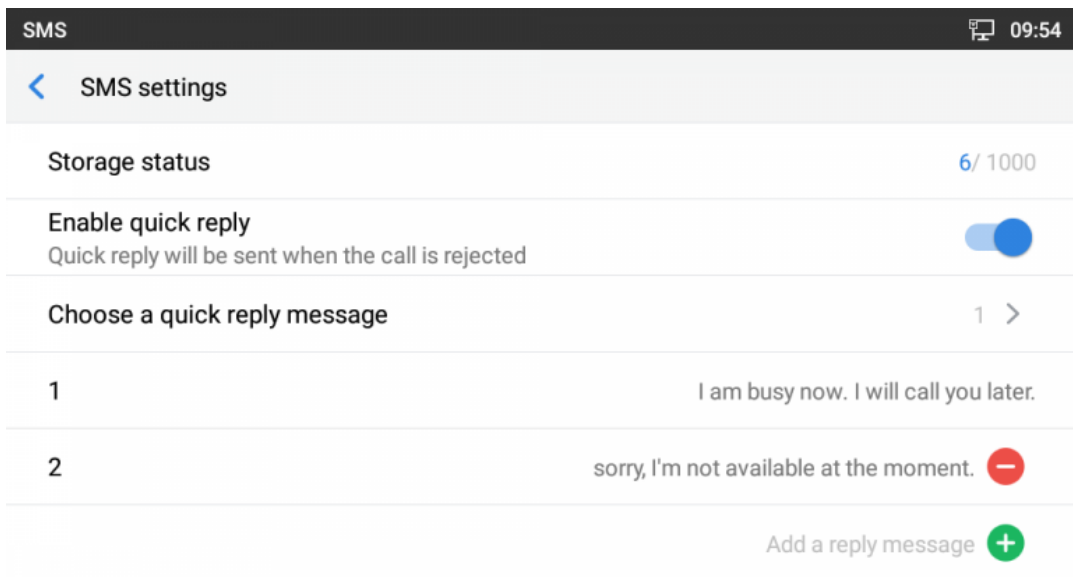 SMS 09:54
SMS settings
Storage status 6/ 1000
Enable quick reply
Quick reply will be sent when the call is rejected
Choose a quick reply message 1
1 I am busy now. I will call you later.
2 sorry, I'm not available at the moment.
Add a reply message